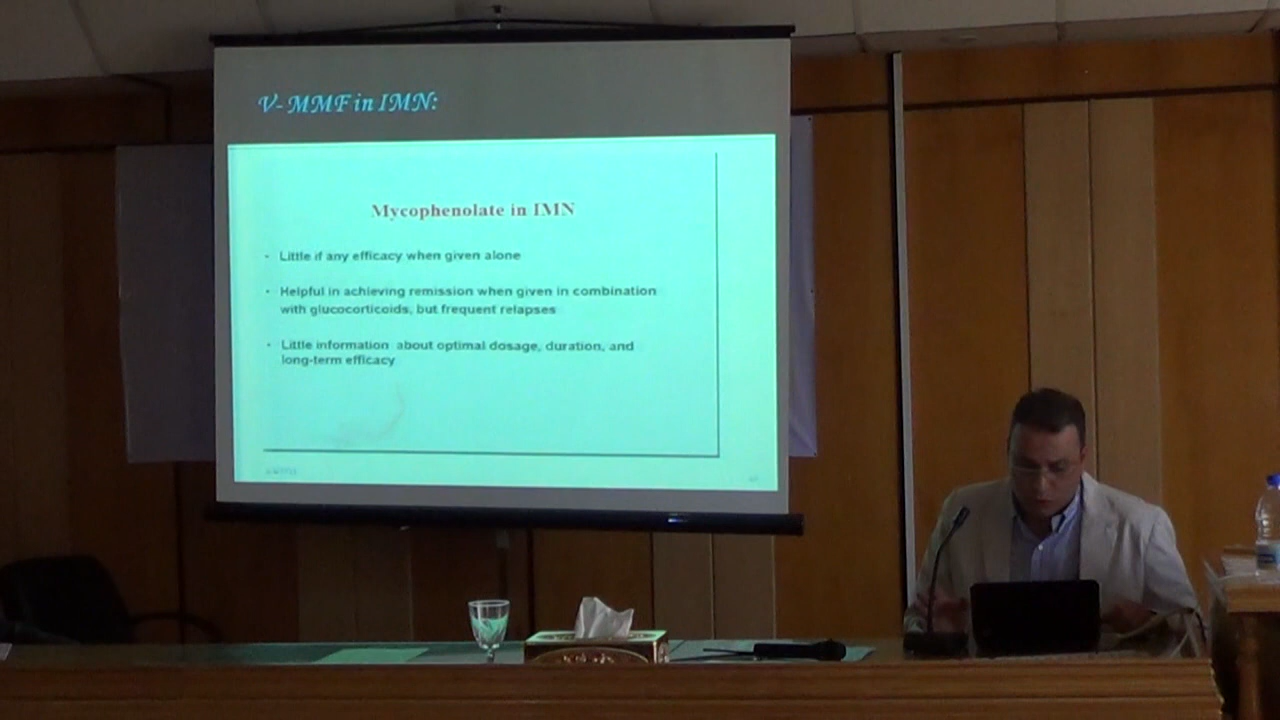 V- MMF in IMN:
Mycophenolate in IMN
• Little if any efficacy when given alone
• Helpful in achieving remission when given in combination
with glucocorticoids, but frequent relapses
• Little information about optimal dosage, duration, and
long-term efficacy